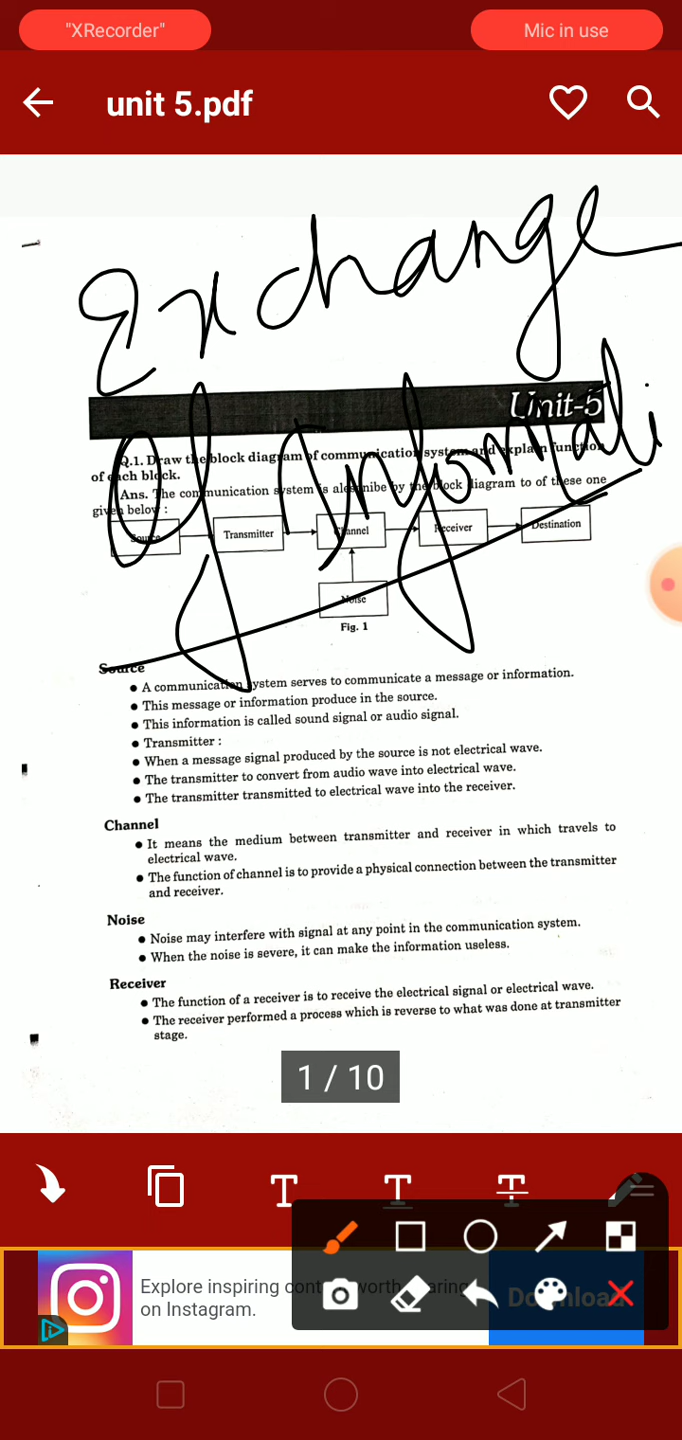 "XRecorder"
Mic in use
unit 5.pdf
Exchange
Unit-5
Of Informati
Q.1. Draw the block diagram of communication system and explain function
of each block.
Ans. The communication system is alescnibe by the block diagram to of these one
given below :
Source
Transmitter
Channel
Receiver
Destination
Noise
Fig. 1
Source
● A communication system serves to communicate a message or information.
● This message or information produce in the source.
● This information is called sound signal or audio signal.
● Transmitter :
● When a message signal produced by the source is not electrical wave.
● The transmitter to convert from audio wave into electrical wave.
● The transmitter transmitted to electrical wave into the receiver.
Channel
● It means the medium between transmitter and receiver in which travels to
electrical wave.
● The function of channel is to provide a physical connection between the transmitter
and receiver.
Noise
● Noise may interfere with signal at any point in the communication system.
● When the noise is severe, it can make the information useless.
Receiver
● The function of a receiver is to receive the electrical signal or electrical wave.
● The receiver performed a process which is reverse to what was done at transmitter
stage.
1 / 10
T T T
Explore inspiring cont worth aring
on Instagram.
Download